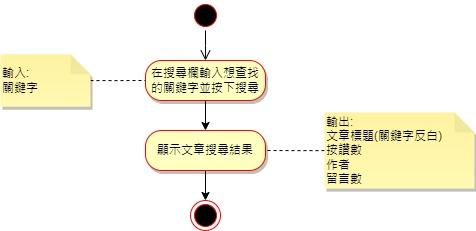 輸入:
關鍵字
在搜尋欄輸入想查找
的關鍵字並按下搜尋
顯示文章搜尋結果
輸出:
文章標題(關鍵字反白)
按讚數
作者
留言數